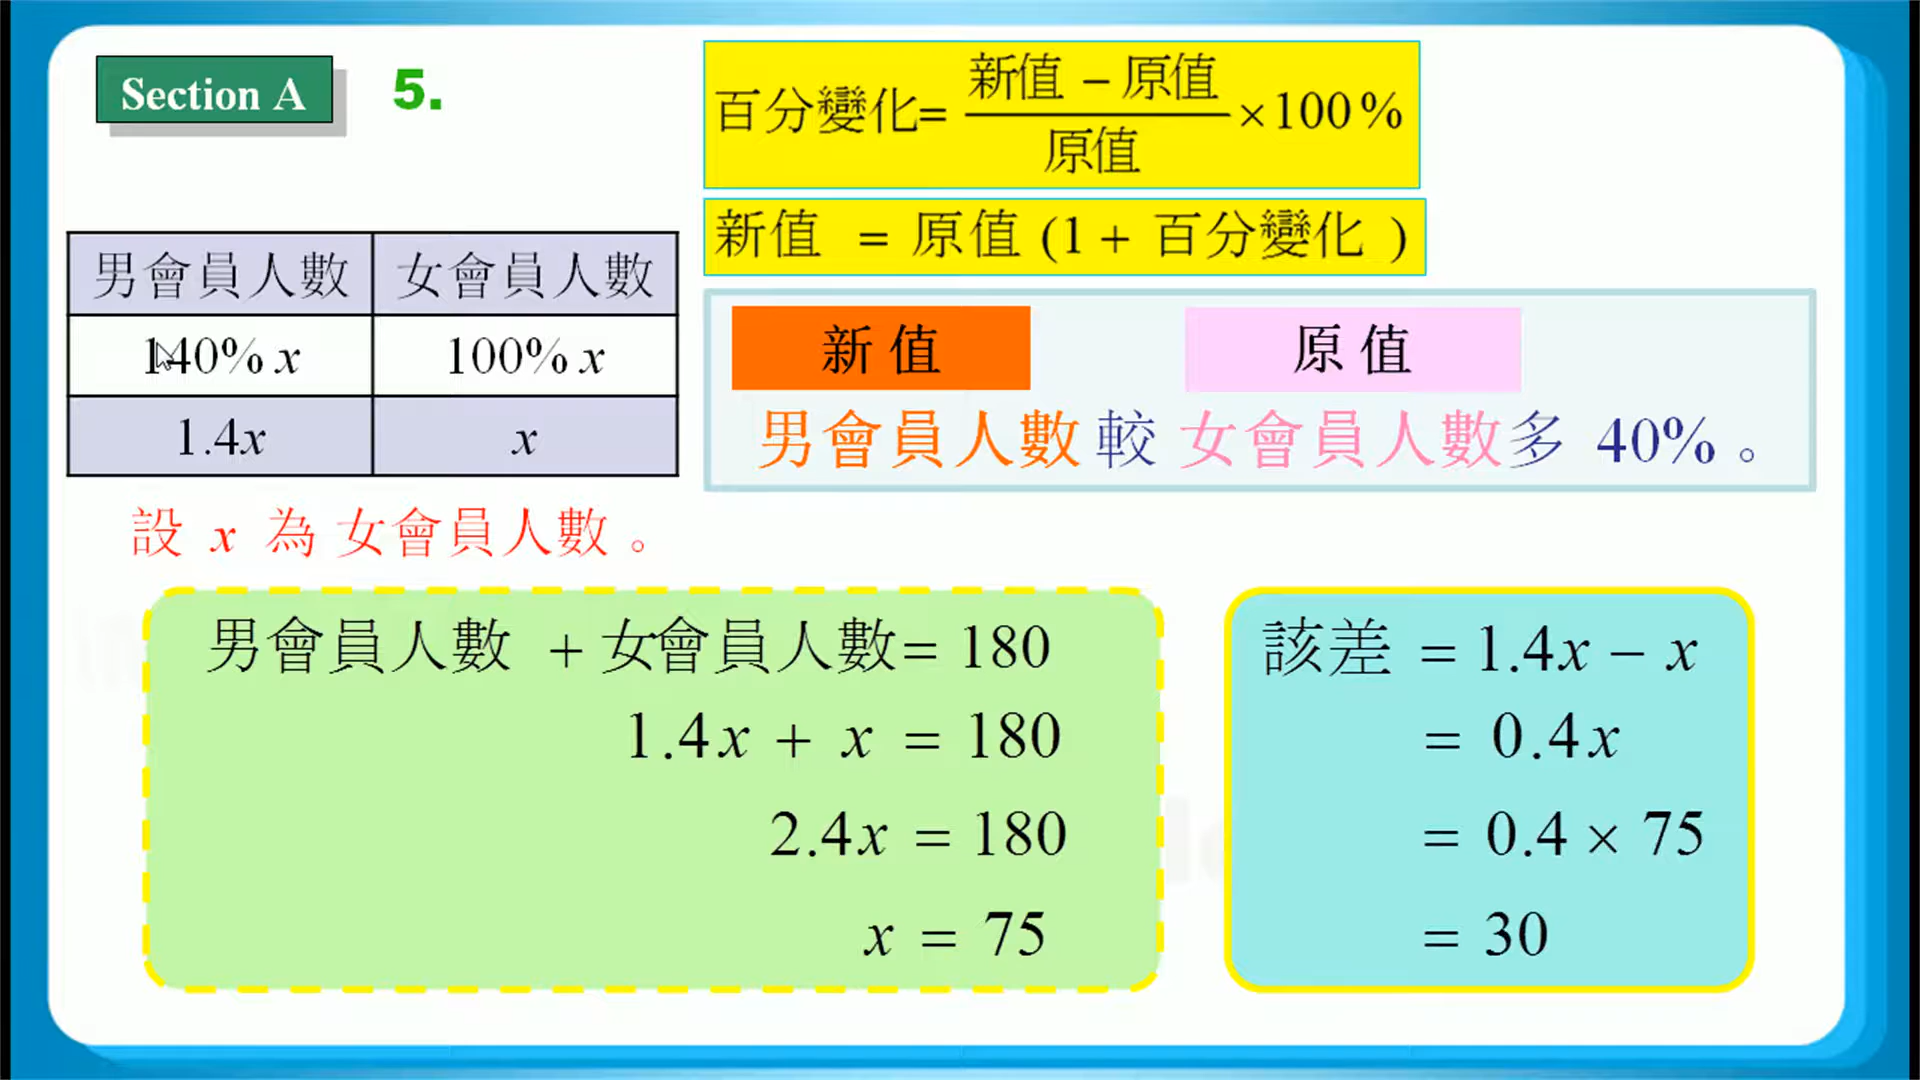 Section A
5.
百分變化= 新值 − 原值 / 原值 ×100%
新值 = 原值 (1 + 百分變化 )
男會員人數 女會員人數
140% x 100% x
1.4x x
新 值 原 值
男會員人數 較 女會員人數多 40% 。
設 x 為 女會員人數 。
男會員人數 + 女會員人數= 180
1.4x + x = 180
2.4x = 180
x = 75
該差 = 1.4x − x
= 0.4x
= 0.4 × 75
= 30